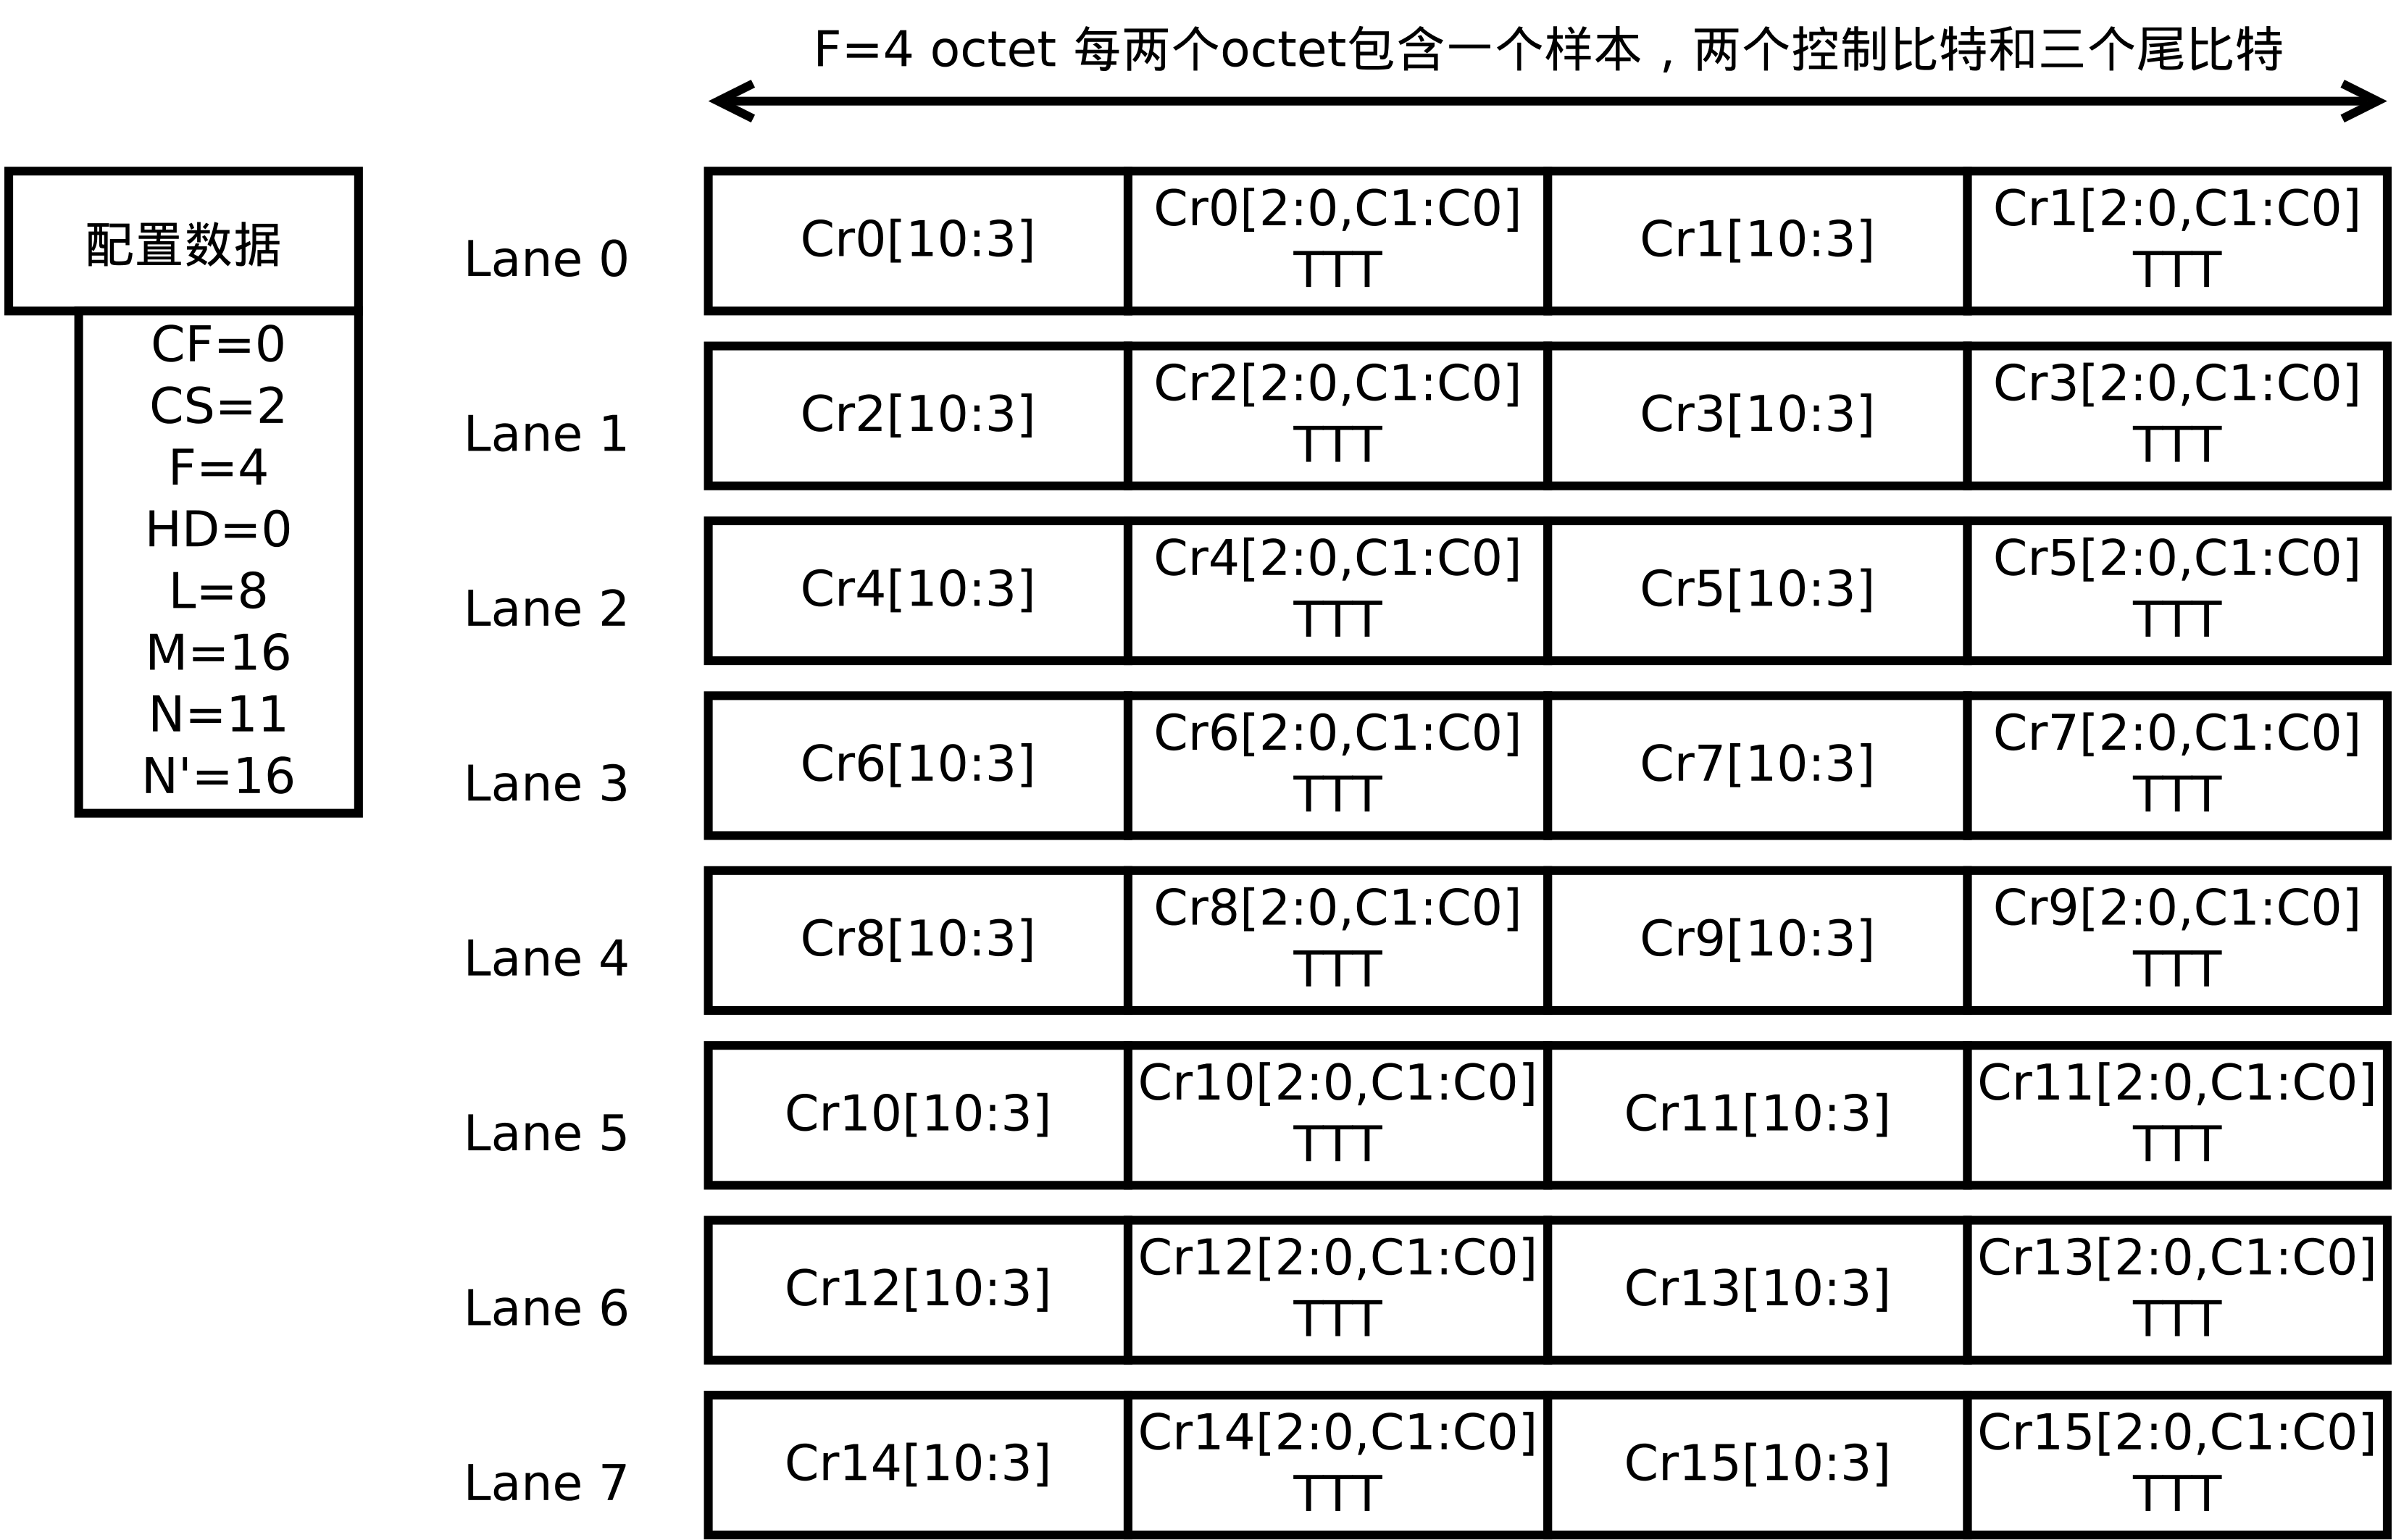 F=4 octet 每两个octet包含一个样本，两个控制比特和三个尾比特
配置数据
CF=0
CS=2
F=4
HD=0
L=8
M=16
N=11
N'=16
Lane 0
Cr0[10:3]
Cr0[2:0,C1:C0]
TTT
Cr1[10:3]
Cr1[2:0,C1:C0]
TTT
Lane 1
Cr2[10:3]
Cr2[2:0,C1:C0]
TTT
Cr3[10:3]
Cr3[2:0,C1:C0]
TTT
Lane 2
Cr4[10:3]
Cr4[2:0,C1:C0]
TTT
Cr5[10:3]
Cr5[2:0,C1:C0]
TTT
Lane 3
Cr6[10:3]
Cr6[2:0,C1:C0]
TTT
Cr7[10:3]
Cr7[2:0,C1:C0]
TTT
Lane 4
Cr8[10:3]
Cr8[2:0,C1:C0]
TTT
Cr9[10:3]
Cr9[2:0,C1:C0]
TTT
Lane 5
Cr10[10:3]
Cr10[2:0,C1:C0]
TTT
Cr11[10:3]
Cr11[2:0,C1:C0]
TTT
Lane 6
Cr12[10:3]
Cr12[2:0,C1:C0]
TTT
Cr13[10:3]
Cr13[2:0,C1:C0]
TTT
Lane 7
Cr14[10:3]
Cr14[2:0,C1:C0]
TTT
Cr15[10:3]
Cr15[2:0,C1:C0]
TTT